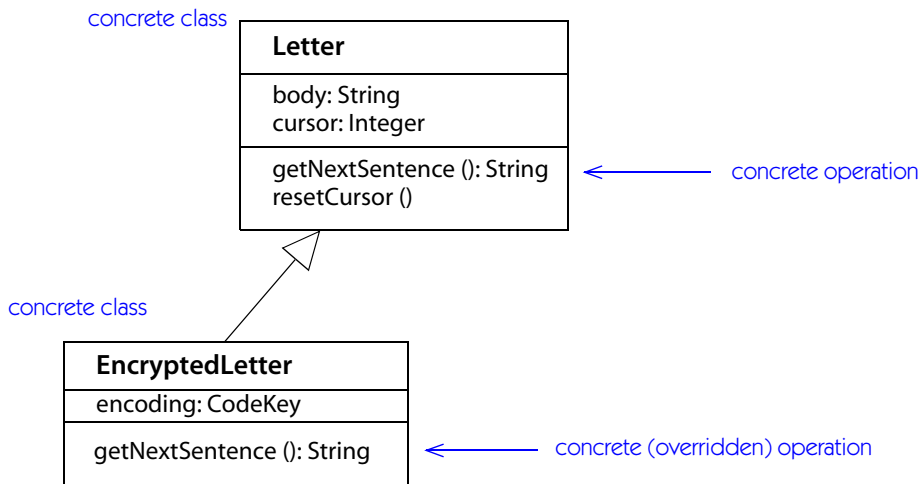 concrete class
Letter
body: String
cursor: Integer
getNextSentence (): String
concrete operation
resetCursor ()
concrete class
EncryptedLetter
encoding: CodeKey
getNextSentence (): String
concrete (overridden) operation